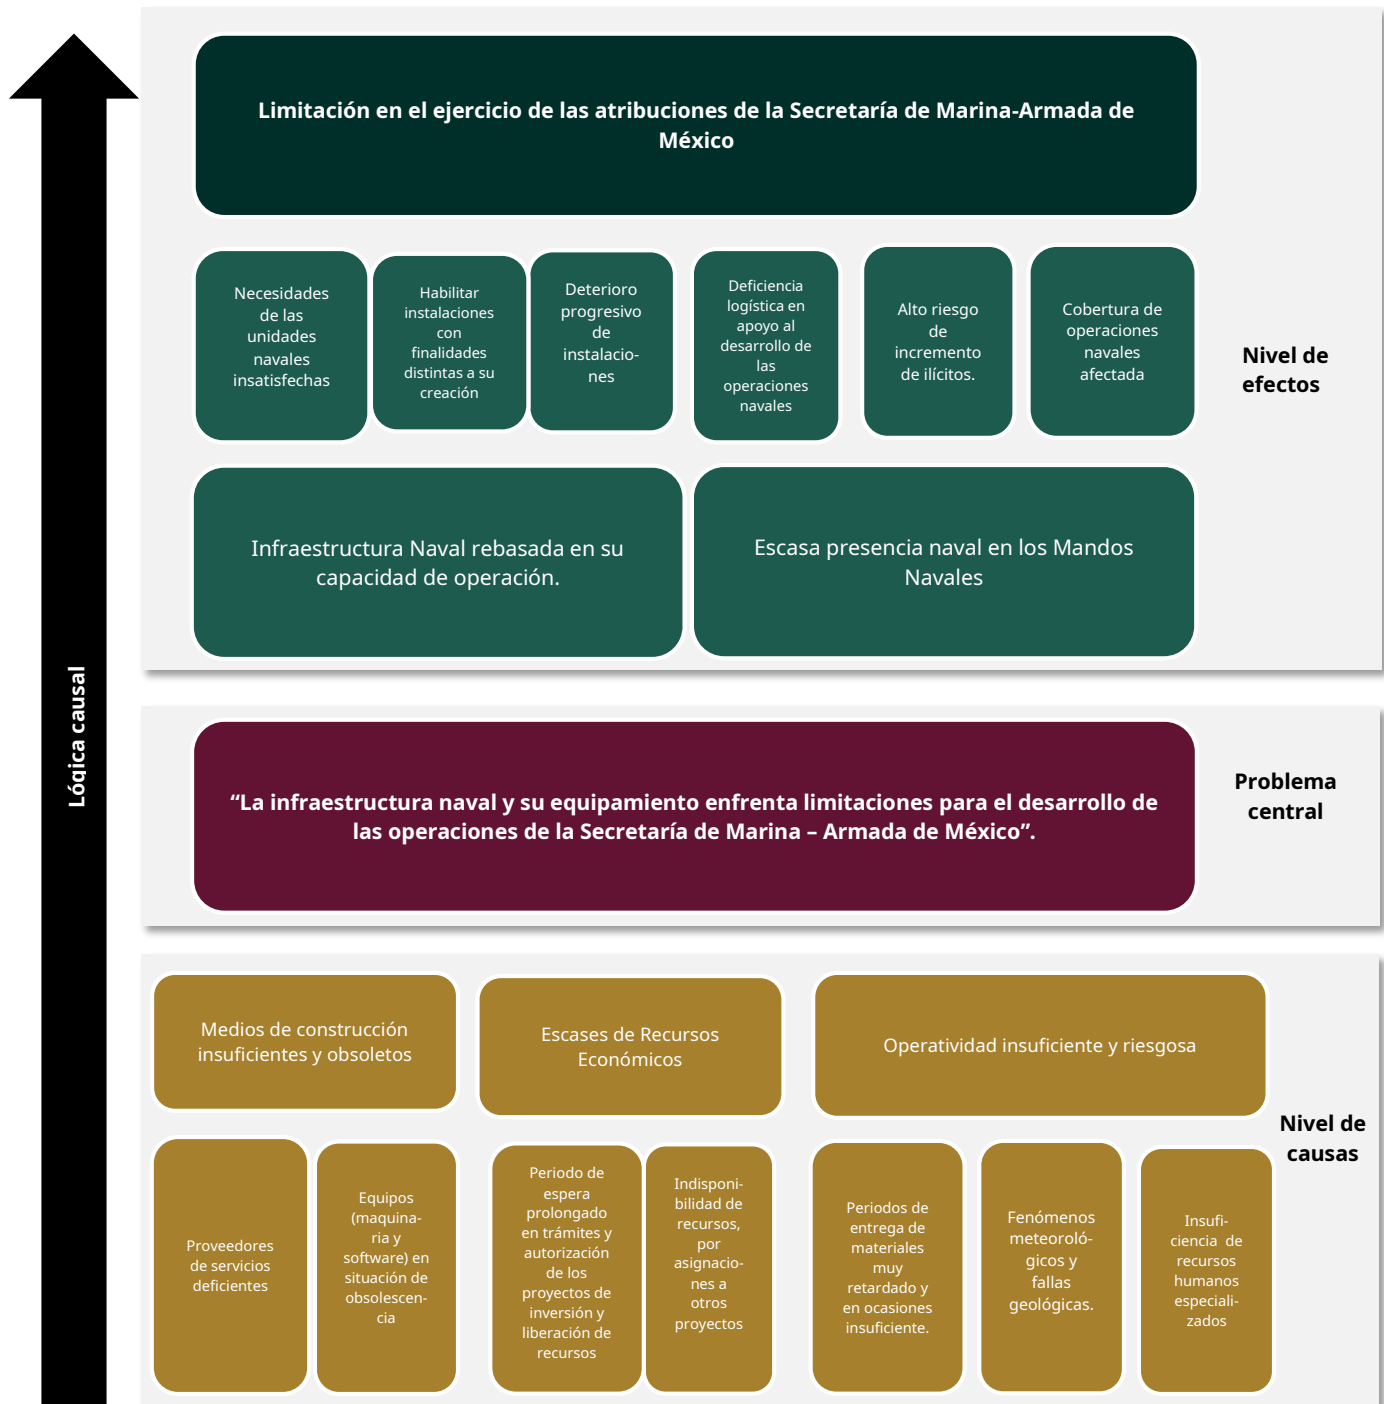 Limitación en el ejercicio de las atribuciones de la Secretaría de Marina-Armada de
México
Necesidades
de las
unidades
navales
insatisfechas
Habilitar
instalaciones
con
finalidades
distintas a su
creación
Deterioro
progresivo
de
instalacio-
nes
Deficiencia
logística en
apoyo al
desarrollo de
las
operaciones
navales
Alto riesgo
de
incremento
de ilícitos.
Cobertura de
operaciones
navales
afectada
Nivel de
efectos
Infraestructura Naval rebasada en su
capacidad de operación.
Escasa presencia naval en los Mandos
Navales
Lógica causal
“La infraestructura naval y su equipamiento enfrenta limitaciones para el desarrollo de
las operaciones de la Secretaría de Marina – Armada de México”.
Problema
central
Medios de construcción
insuficientes y obsoletos
Escases de Recursos
Económicos
Operatividad insuficiente y riesgosa
Nivel de
causas
Proveedores
de servicios
deficientes
Equipos
(maquina-
ria y
software) en
situación de
obsolescen-
cia
Periodo de
espera
prolongado
en trámites y
autorización
de los
proyectos de
inversión y
liberación de
recursos
Indisponi-
bilidad de
recursos,
por
asignacio-
nes a
otros
proyectos
Periodos de
entrega de
materiales
muy
retardado y
en ocasiones
insuficiente.
Fenómenos
meteoroló-
gicos y
fallas
geológicas.
Insufi-
ciencia  de
recursos
humanos
especiali-
zados